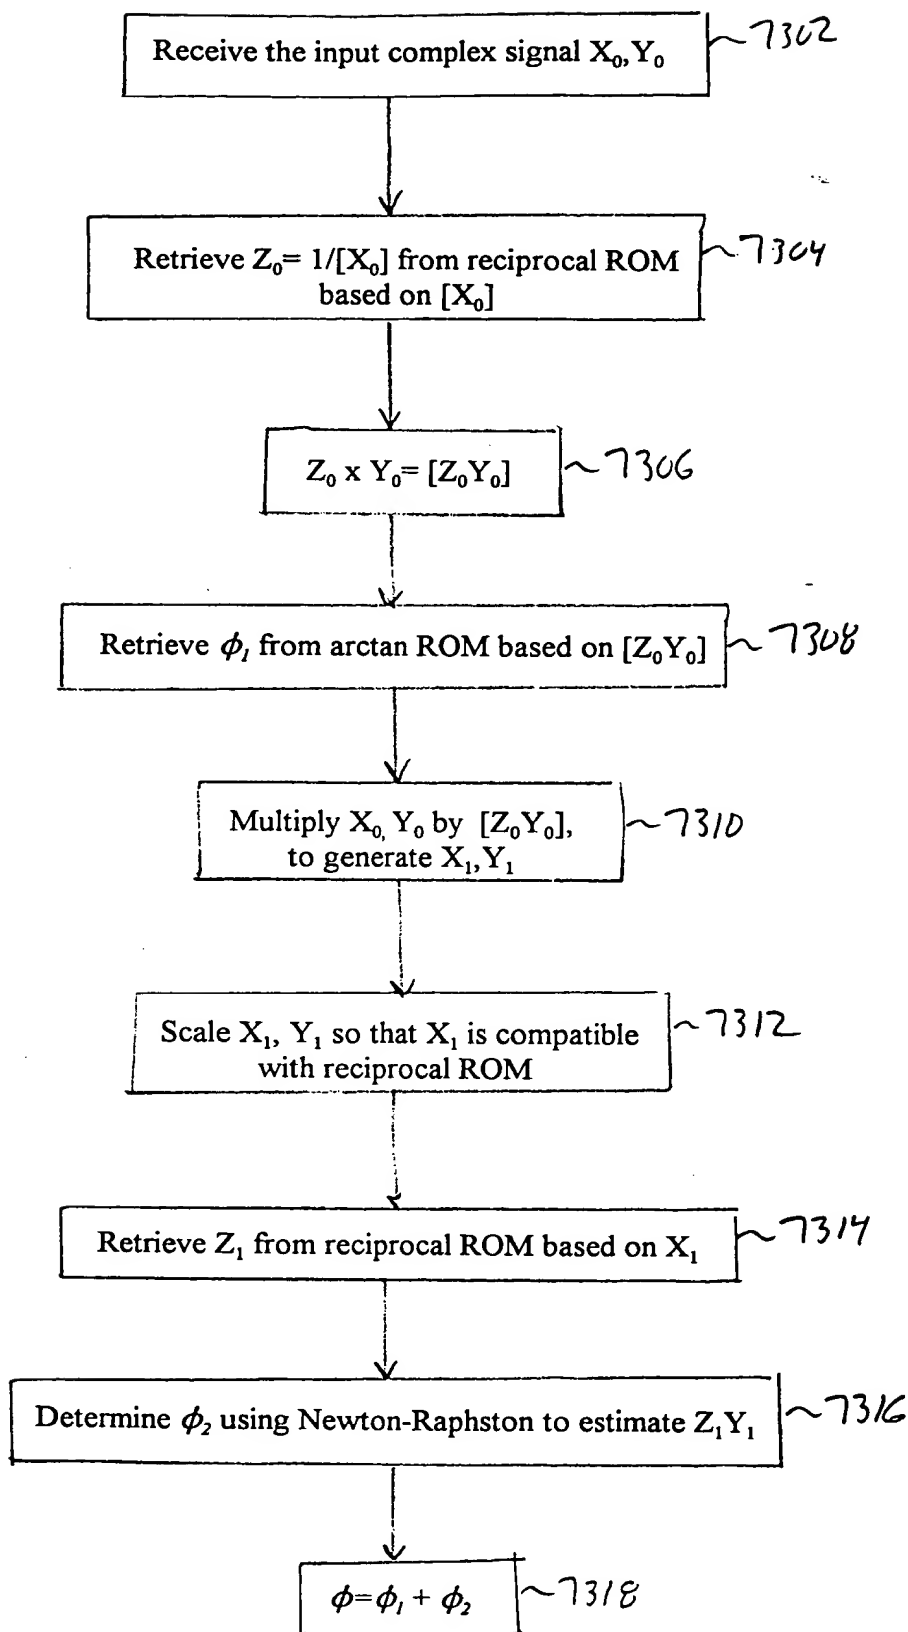 Receive the input complex signal X₀, Y₀ ~7302
Retrieve Z₀= 1/[X₀] from reciprocal ROM ~7304
based on [X₀]
Z₀ x Y₀= [Z₀Y₀] ~7306
Retrieve ϕ₁ from arctan ROM based on [Z₀Y₀] ~7308
Multiply X₀, Y₀ by [Z₀Y₀], ~7310
to generate X₁, Y₁
Scale X₁, Y₁ so that X₁ is compatible ~7312
with reciprocal ROM
Retrieve Z₁ from reciprocal ROM based on X₁ ~7314
Determine ϕ₂ using Newton-Raphston to estimate Z₁Y₁ ~7316
ϕ=ϕ₁ + ϕ₂ ~7318